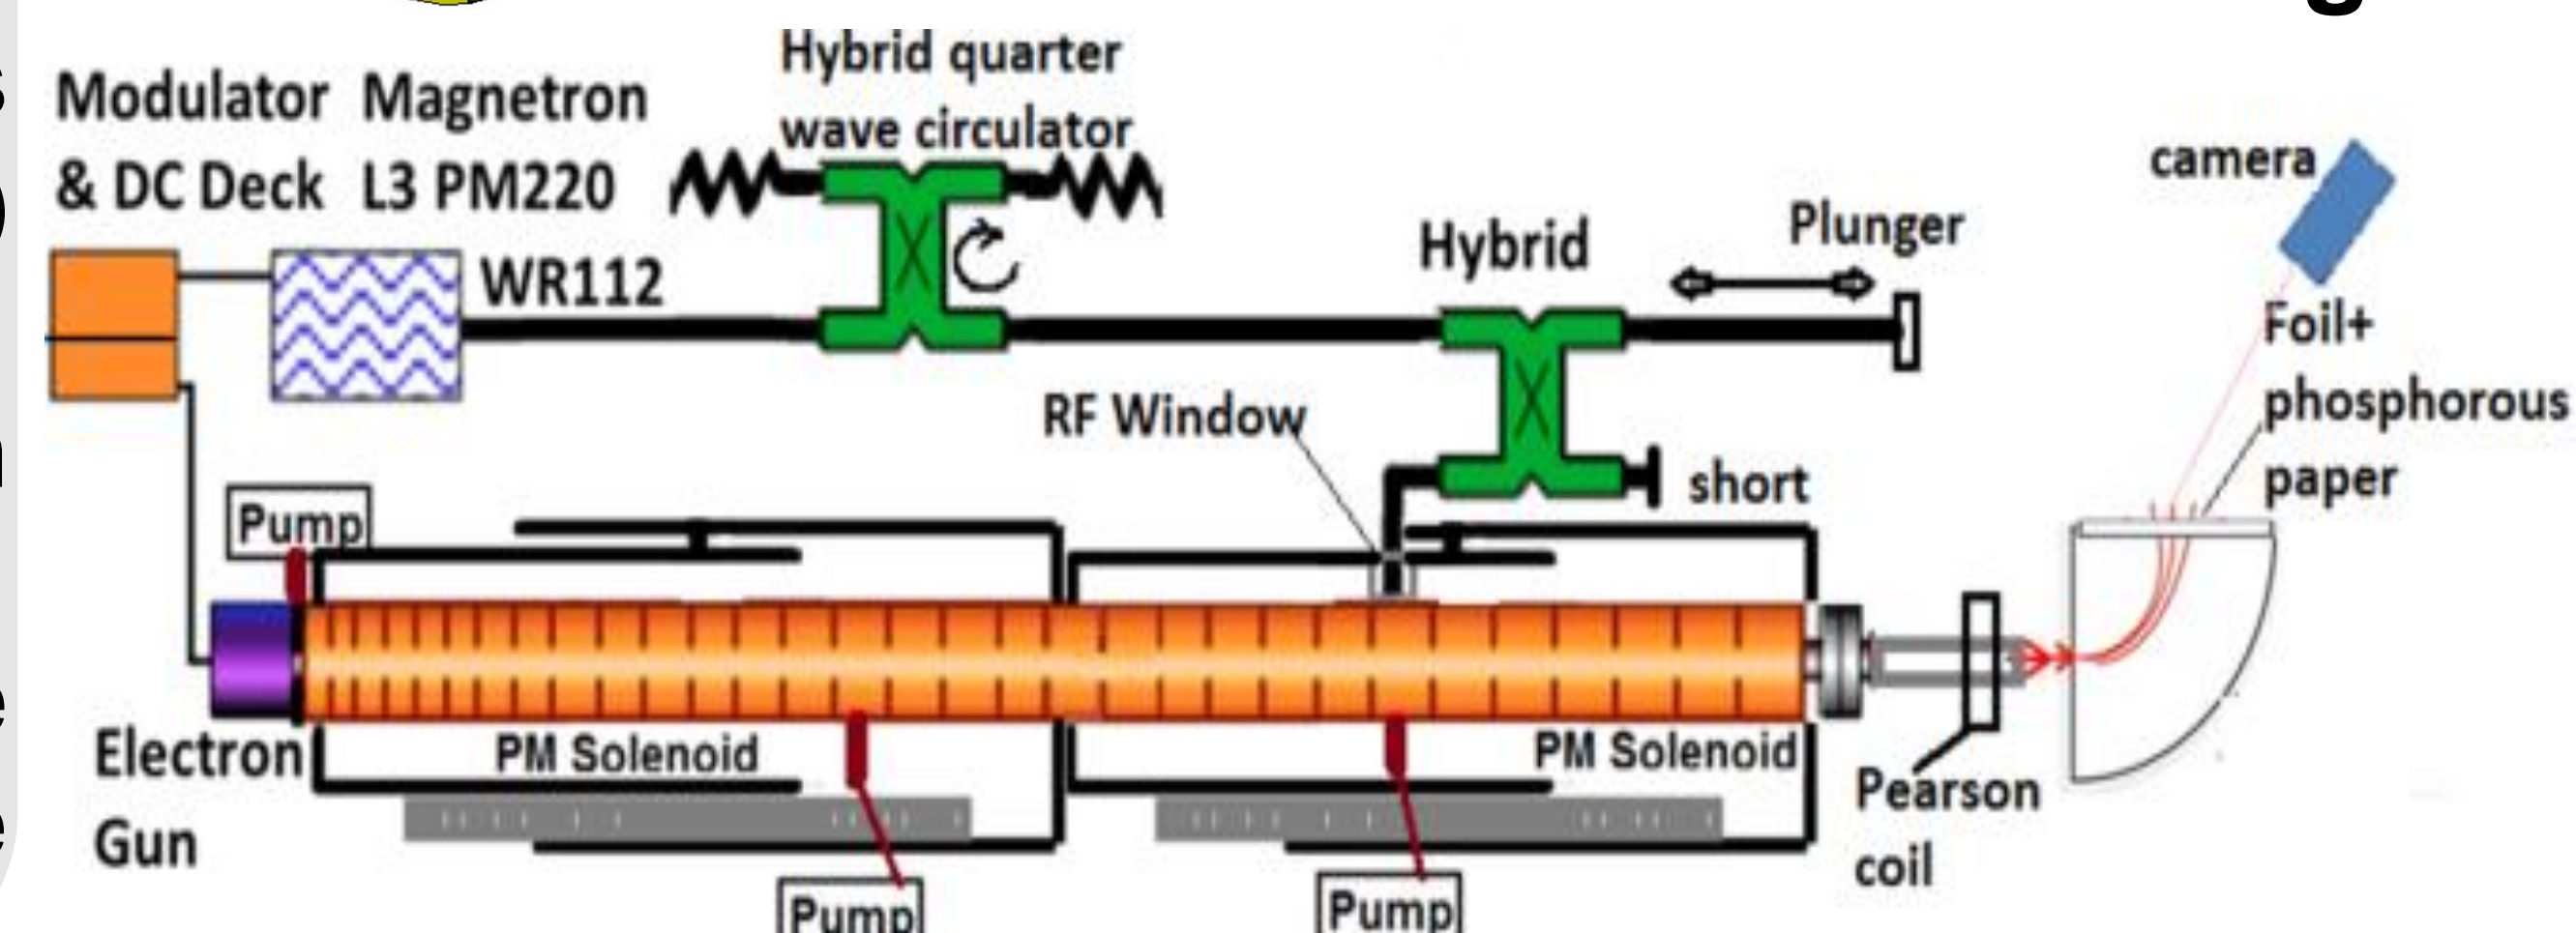 g
s
)
n
e
e
Modulator
& DC Deck
Magnetron
L3 PM220
Hybrid quarter
wave circulator
WR112
Hybrid
Plunger
camera
Foil+
phosphorous
paper
RF Window
short
Pump
Electron
Gun
PM Solenoid
PM Solenoid
Pearson
coil
Pump
Pump